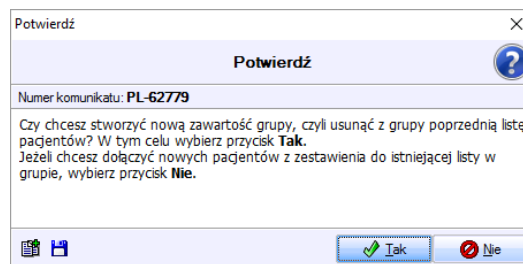 Potwierdź
Potwierdź
Numer komunikatu: PL-62779
Czy chcesz stworzyć nową zawartość grupy, czyli usunąć z grupy poprzednią listę
pacjentów? W tym celu wybierz przycisk Tak.
Jeżeli chcesz dołączyć nowych pacjentów z zestawienia do istniejącej listy w
grupie, wybierz przycisk Nie.
Tak
Nie